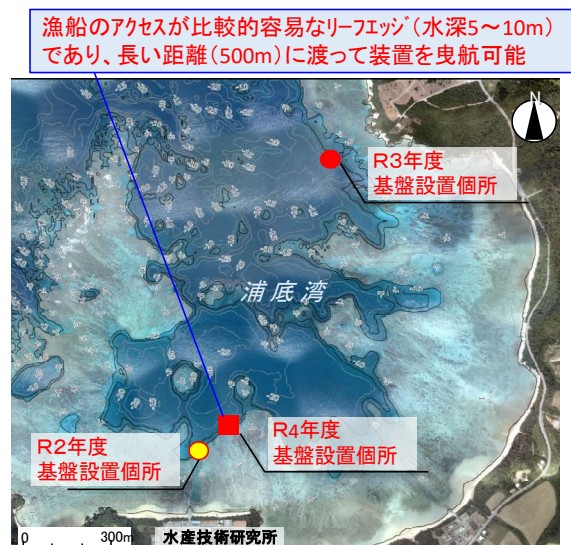 漁船のアクセスが比較的容易なリーフエッジ(水深5～10m)
であり、長い距離(500m)に渡って装置を曳航可能
N
R3年度
基盤設置個所
浦底湾
R2年度
基盤設置個所
R4年度
基盤設置個所
0 300m
水産技術研究所